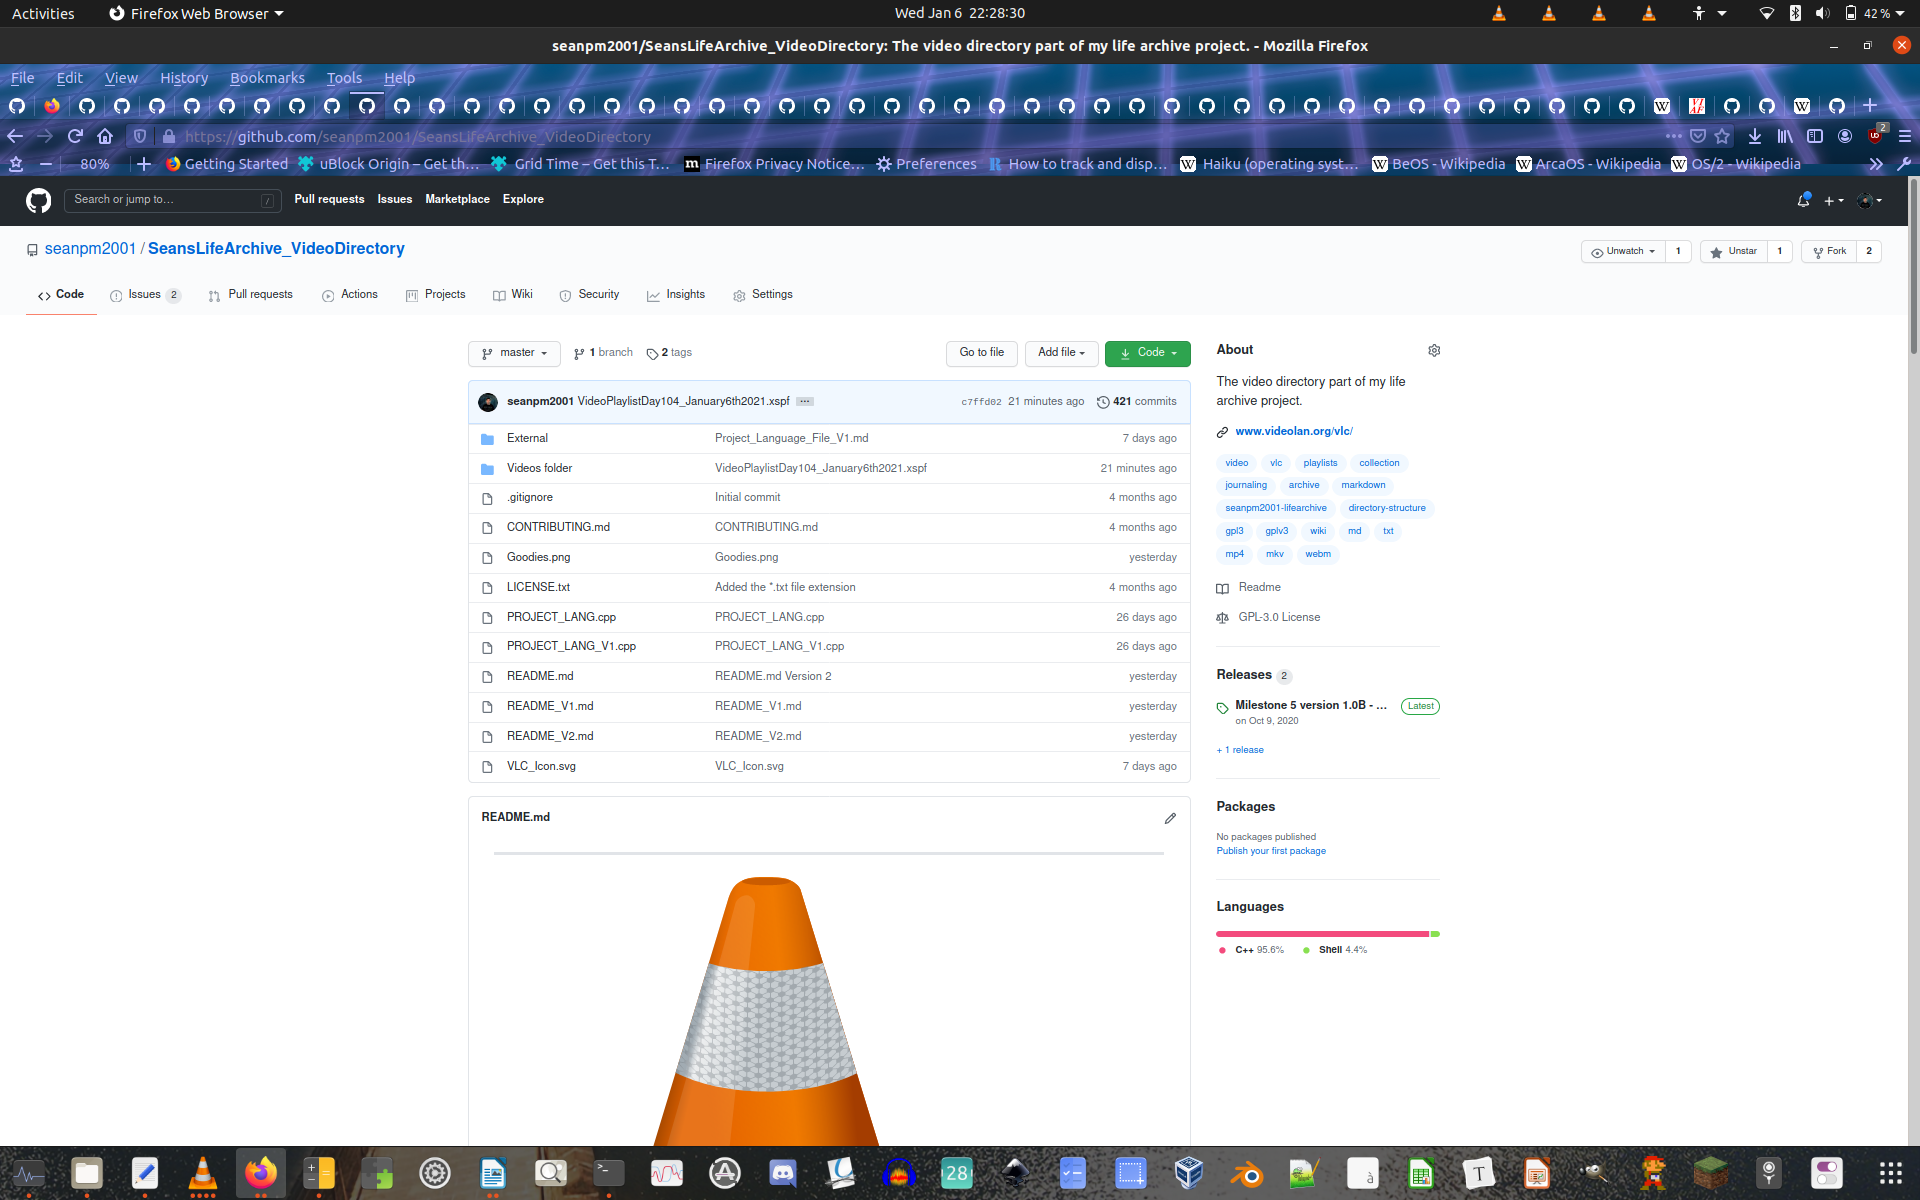 Activities Firefox Web Browser Wed Jan 6 22:28:30 42 %
seanpm2001/SeansLifeArchive_VideoDirectory: The video directory part of my life archive project. - Mozilla Firefox
File Edit View History Bookmarks Tools Help
https://github.com/seanpm2001/SeansLifeArchive_VideoDirectory 2
80% Getting Started uBlock Origin – Get th… Grid Time – Get this T… Firefox Privacy Notice… Preferences How to track and disp… Haiku (operating syst… BeOS - Wikipedia ArcaOS - Wikipedia OS/2 - Wikipedia
Search or jump to… / Pull requests Issues Marketplace Explore
seanpm2001 / SeansLifeArchive_VideoDirectory Unwatch 1 Unstar 1 Fork 2
Code Issues 2 Pull requests Actions Projects Wiki Security Insights Settings
master 1 branch 2 tags Go to file Add file Code
seanpm2001 VideoPlaylistDay104_January6th2021.xspf ... c7ffd02 21 minutes ago 421 commits
External Project_Language_File_V1.md 7 days ago
Videos folder VideoPlaylistDay104_January6th2021.xspf 21 minutes ago
.gitignore Initial commit 4 months ago
CONTRIBUTING.md CONTRIBUTING.md 4 months ago
Goodies.png Goodies.png yesterday
LICENSE.txt Added the *.txt file extension 4 months ago
PROJECT_LANG.cpp PROJECT_LANG.cpp 26 days ago
PROJECT_LANG_V1.cpp PROJECT_LANG_V1.cpp 26 days ago
README.md README.md Version 2 yesterday
README_V1.md README_V1.md yesterday
README_V2.md README_V2.md yesterday
VLC_Icon.svg VLC_Icon.svg 7 days ago
README.md
About
The video directory part of my life
archive project.
www.videolan.org/vlc/
video vlc playlists collection
journaling archive markdown
seanpm2001-lifearchive directory-structure
gpl3 gplv3 wiki md txt
mp4 mkv webm
Readme
GPL-3.0 License
Releases 2
Milestone 5 version 1.0B - ... Latest
on Oct 9, 2020
+ 1 release
Packages
No packages published
Publish your first package
Languages
C++ 95.6% Shell 4.4%
28